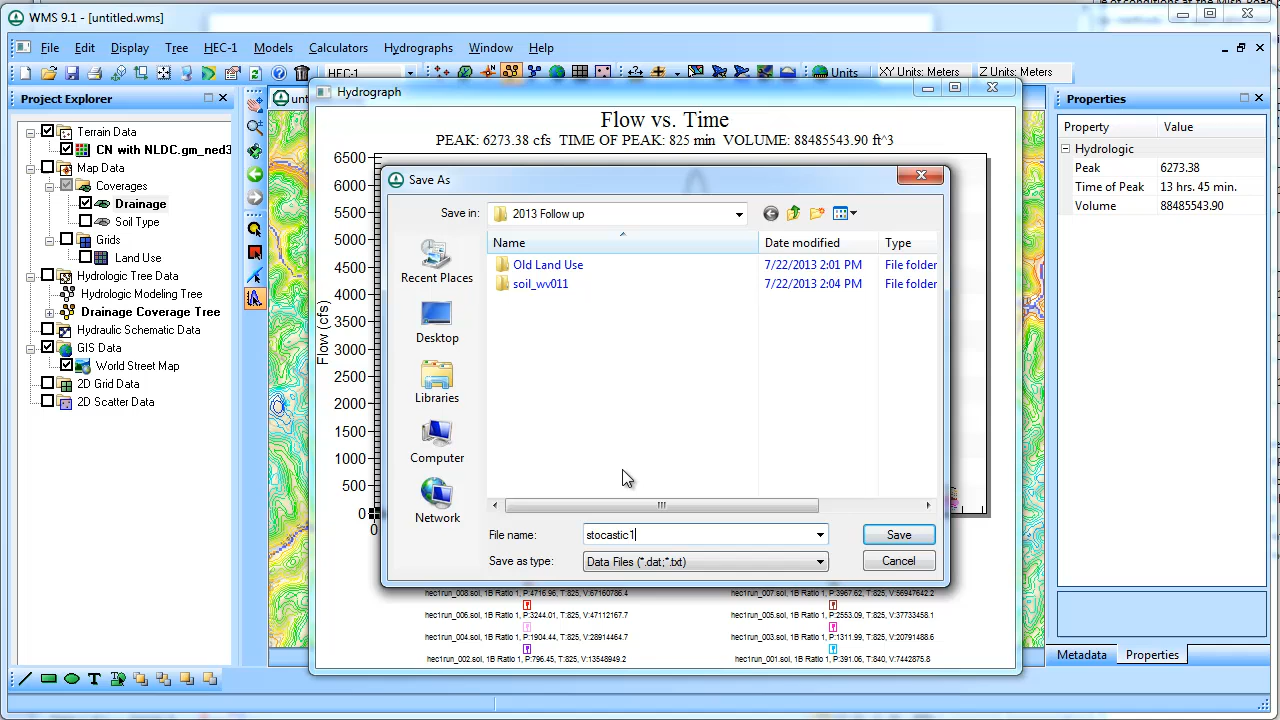 e of conditions at the Mish Road
WMS 9.1 - [untitled.wms]
File Edit Display Tree HEC-1 Models Calculators Hydrographs Window Help
HEC-1
Units
XY Units: Meters
Z Units: Meters
Project Explorer
Terrain Data
CN with NLDC.gm_ned3
Map Data
Coverages
Drainage
Soil Type
Grids
Land Use
Hydrologic Tree Data
Hydrologic Modeling Tree
Drainage Coverage Tree
Hydraulic Schematic Data
GIS Data
World Street Map
2D Grid Data
2D Scatter Data
Hydrograph
Flow vs. Time
PEAK: 6273.38 cfs TIME OF PEAK: 825 min VOLUME: 88485543.90 ft^3
6500
6000
5500
5000
4500
4000
3500
3000
2500
2000
1500
1000
500
0
0
Flow (cfs)
Save As
Save in:
2013 Follow up
Name Date modified Type
Old Land Use 7/22/2013 2:01 PM File folder
soil_wv011 7/22/2013 2:04 PM File folder
Recent Places
Desktop
Libraries
Computer
Network
File name: stocastic1
Save as type: Data Files (*.dat;*.txt)
Save
Cancel
hec1run_008.sol, 1B Ratio 1, P:4716.96, T:825, V:67160786.4
hec1run_007.sol, 1B Ratio 1, P:3967.62, T:825, V:56947642.2
hec1run_006.sol, 1B Ratio 1, P:3244.01, T:825, V:47112167.7
hec1run_005.sol, 1B Ratio 1, P:2553.09, T:825, V:37733458.1
hec1run_004.sol, 1B Ratio 1, P:1904.44, T:825, V:28914464.7
hec1run_003.sol, 1B Ratio 1, P:1311.99, T:825, V:20791488.6
hec1run_002.sol, 1B Ratio 1, P:796.45, T:825, V:13548949.2
hec1run_001.sol, 1B Ratio 1, P:391.06, T:840, V:7442875.8
Properties
Property Value
Hydrologic
Peak 6273.38
Time of Peak 13 hrs. 45 min.
Volume 88485543.90
Metadata Properties